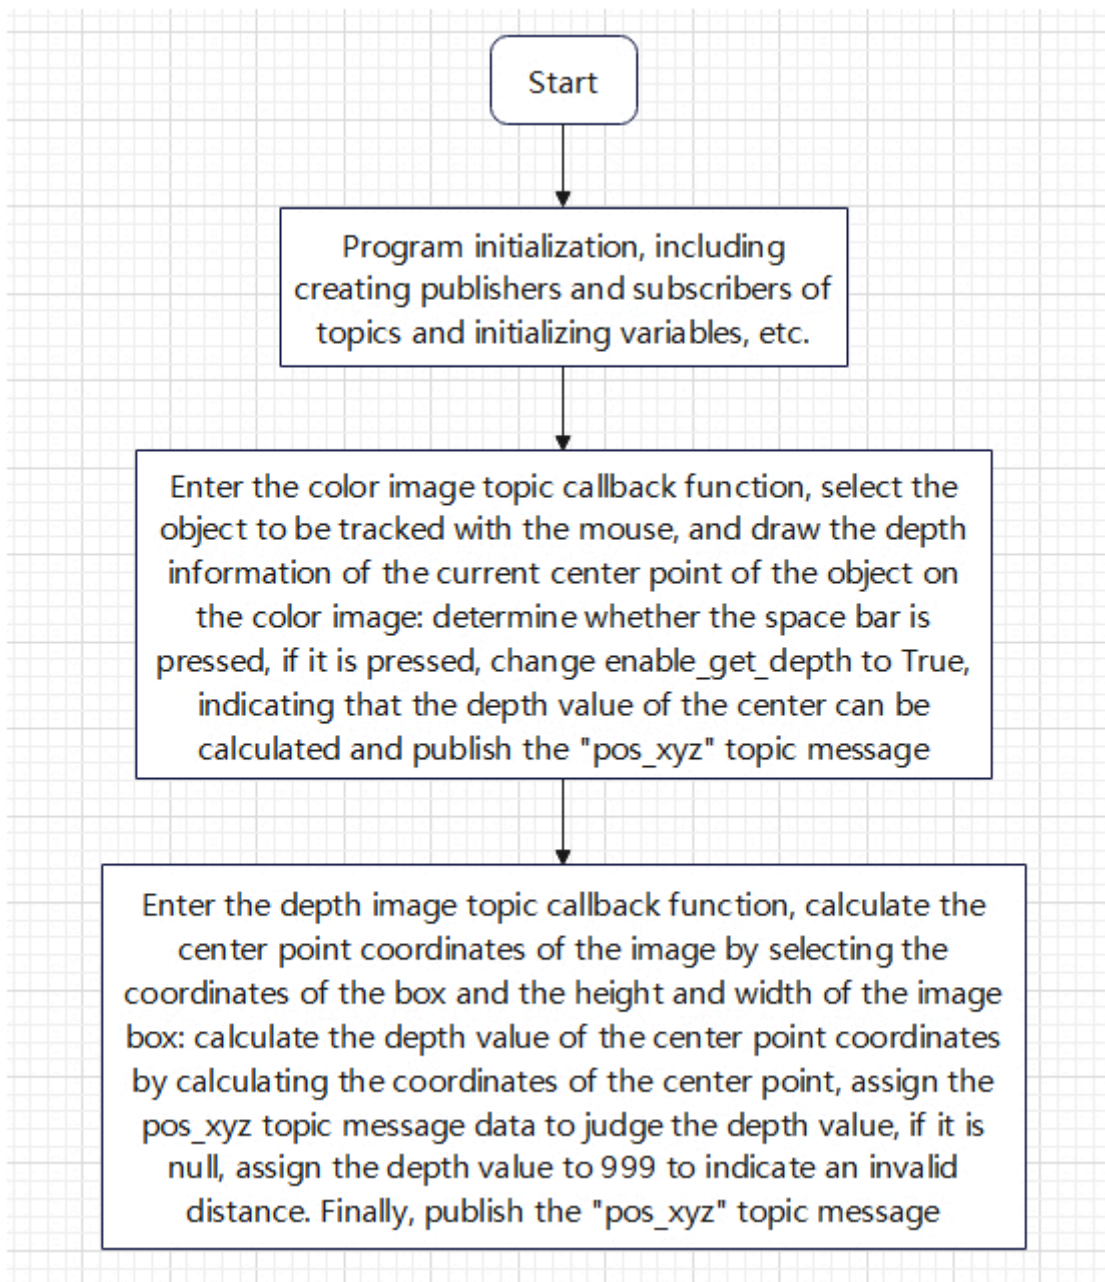 Start
Program initialization, including
creating publishers and subscribers of
topics and initializing variables, etc.
Enter the color image topic callback function, select the
object to be tracked with the mouse, and draw the depth
information of the current center point of the object on
the color image: determine whether the space bar is
pressed, if it is pressed, change enable_get_depth to True,
indicating that the depth value of the center can be
calculated and publish the "pos_xyz" topic message
Enter the depth image topic callback function, calculate the
center point coordinates of the image by selecting the
coordinates of the box and the height and width of the image
box: calculate the depth value of the center point coordinates
by calculating the coordinates of the center point, assign the
pos_xyz topic message data to judge the depth value, if it is
null, assign the depth value to 999 to indicate an invalid
distance. Finally, publish the "pos_xyz" topic message